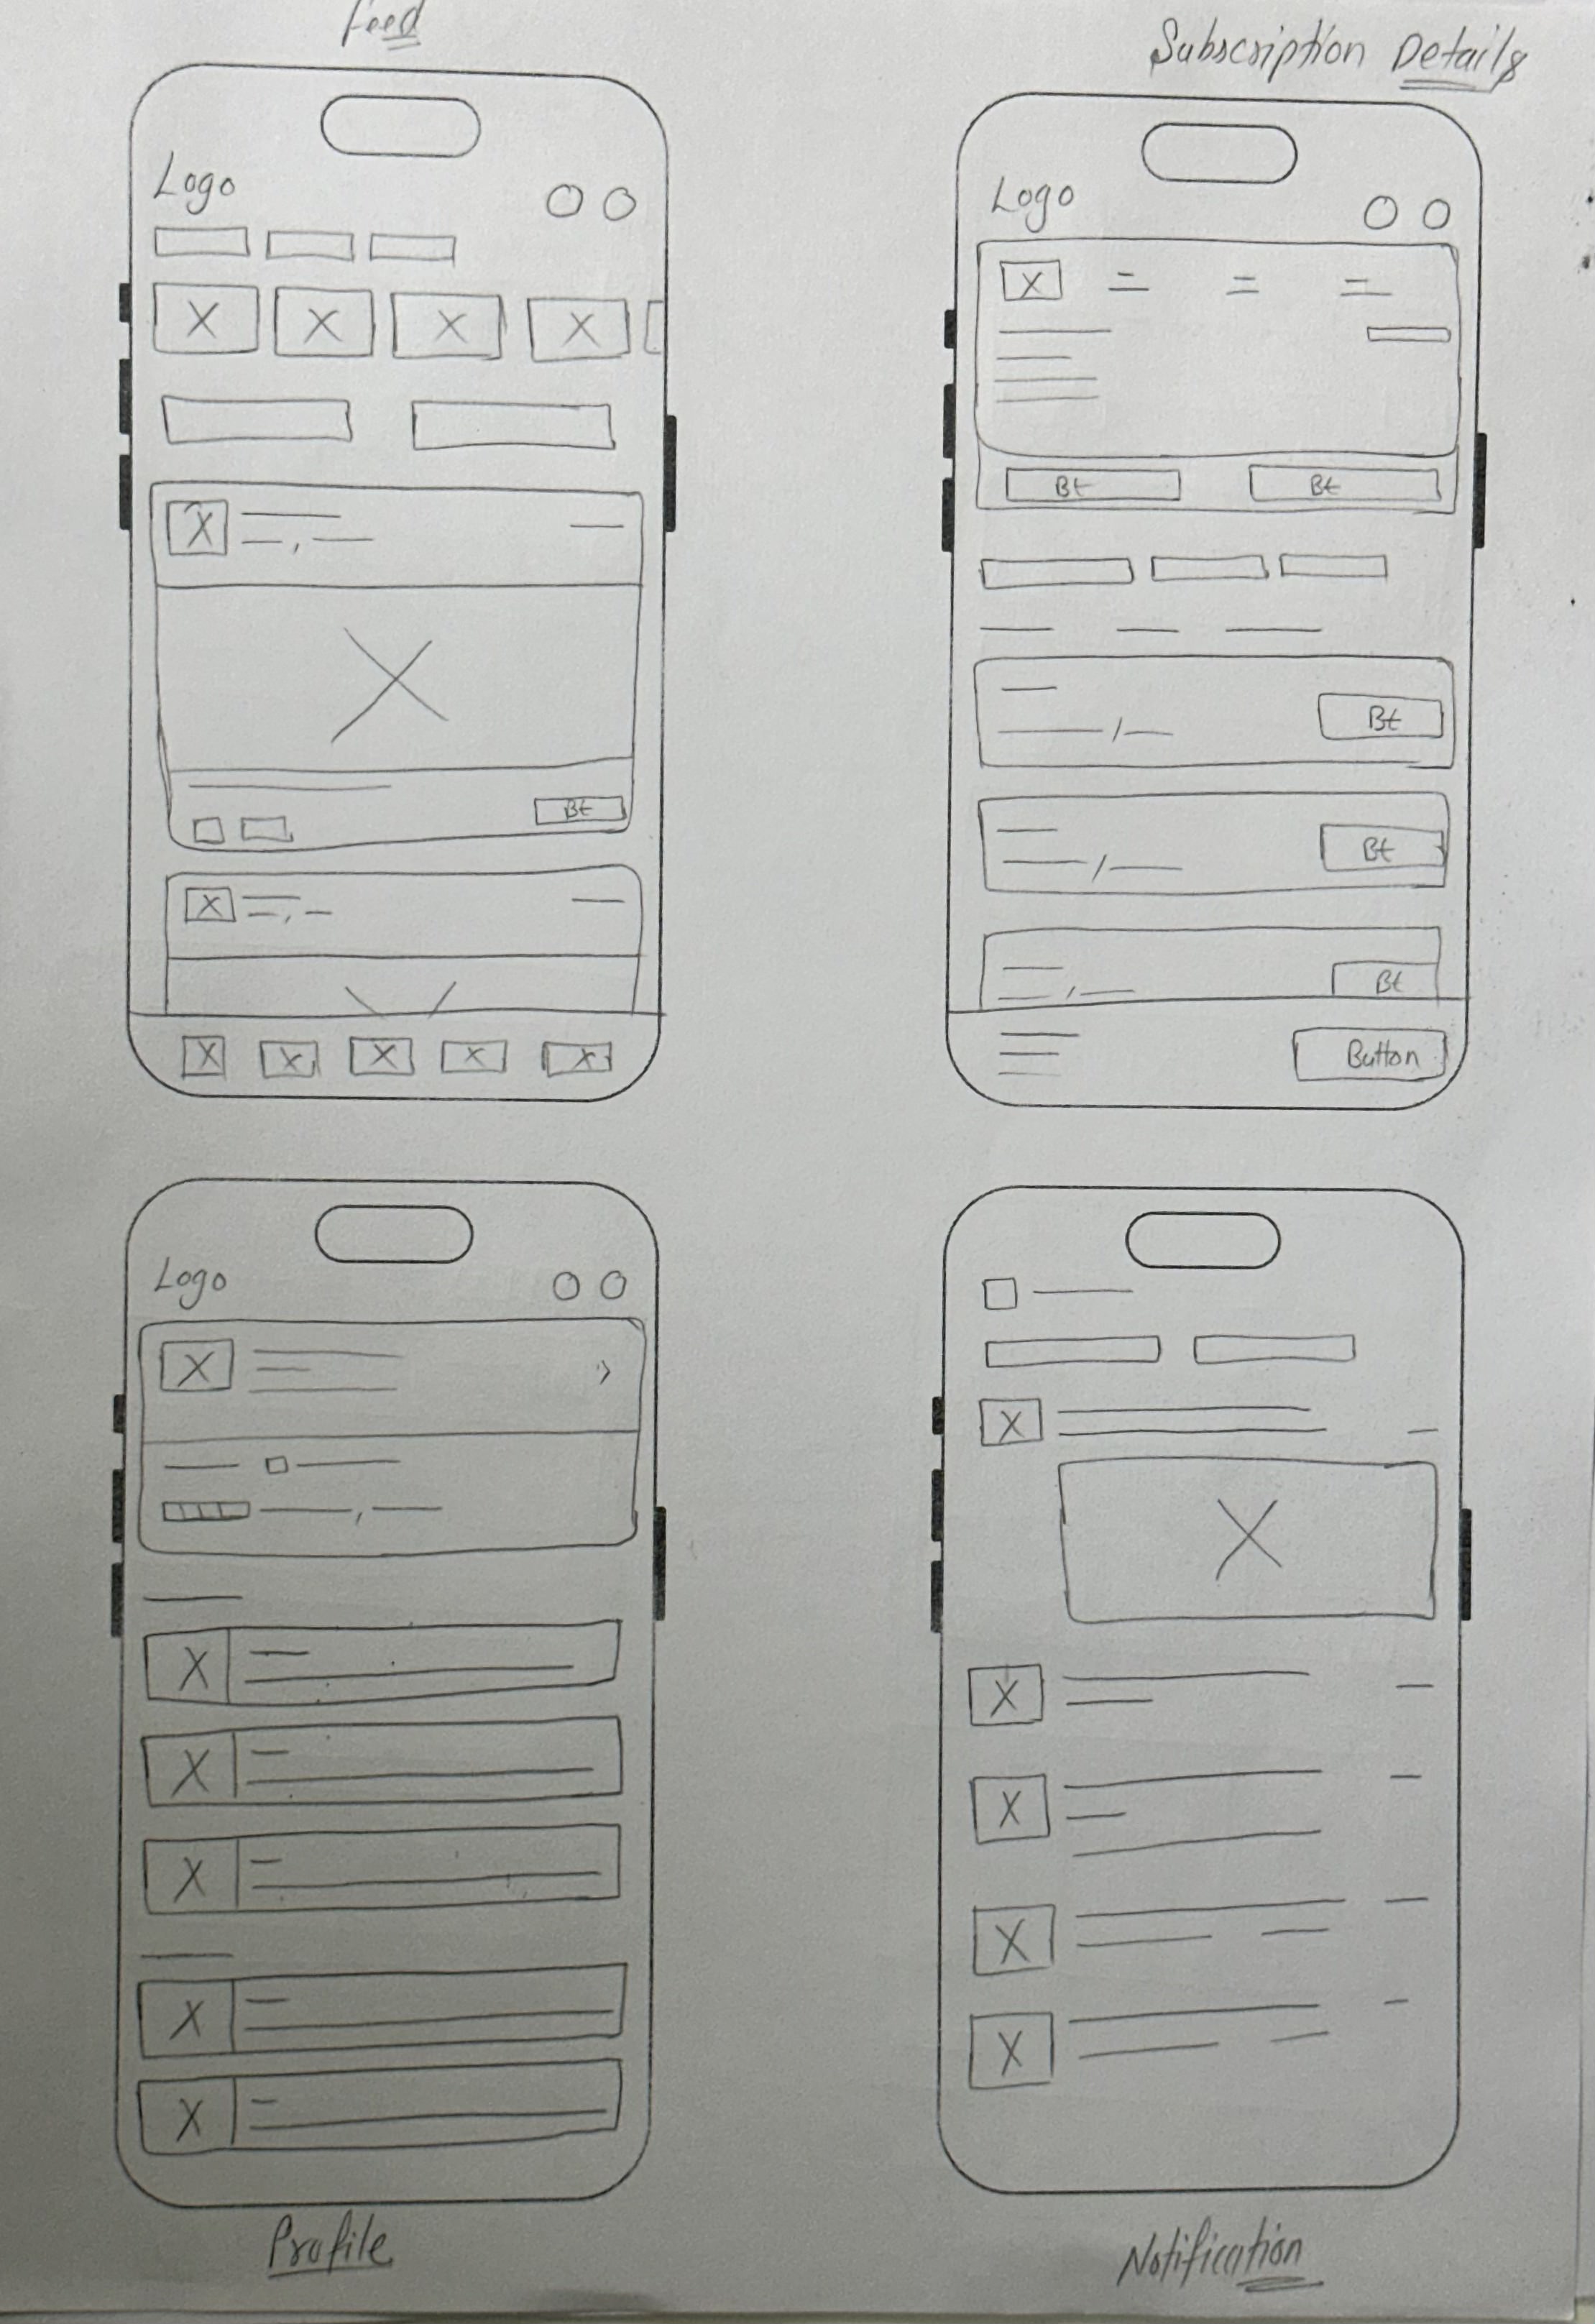 Feed
Subscription Details
Logo
Bt
Logo
Bt Bt
Bt
Bt
Bt
Button
Logo
Profile
Notification